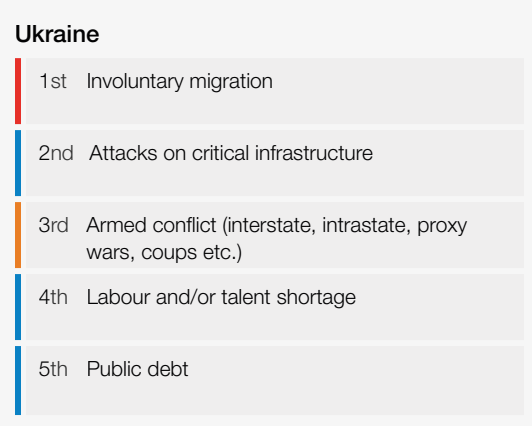 Ukraine
1st Involuntary migration
2nd Attacks on critical infrastructure
3rd Armed conflict (interstate, intrastate, proxy
wars, coups etc.)
4th Labour and/or talent shortage
5th Public debt